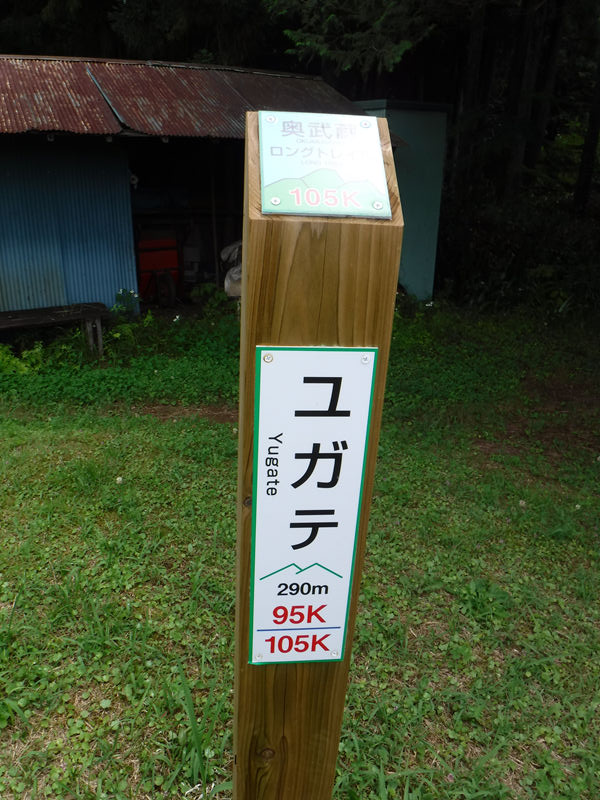 奥武蔵
ロングトレイル
105K
ユガテ
Yugate
290m
95K
105K